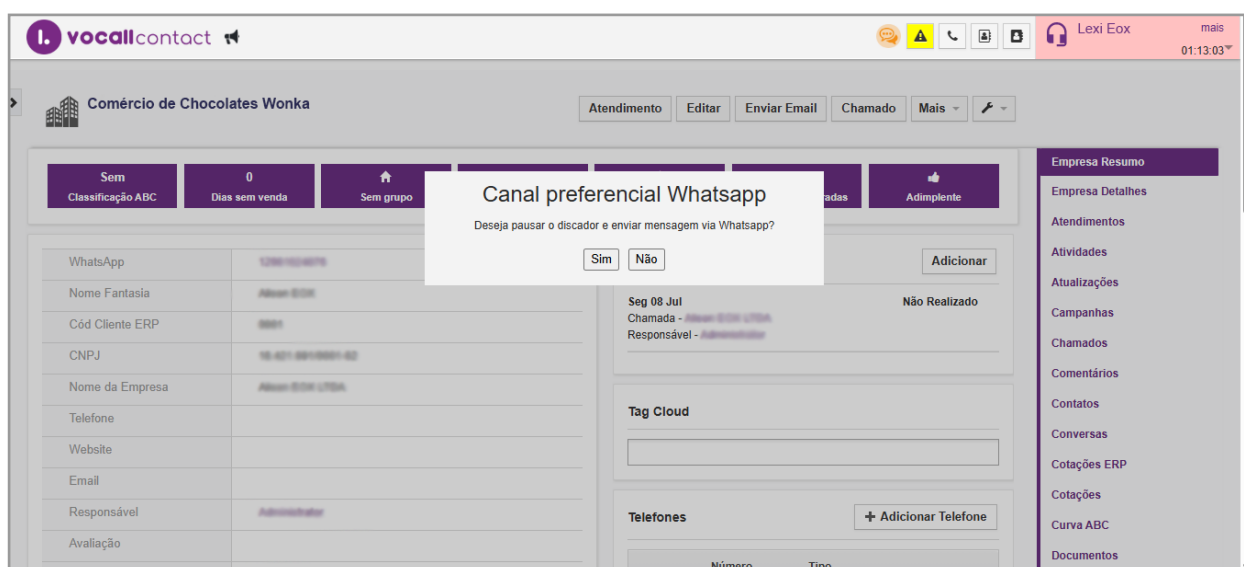 vocallcontact
Lexi Eox
mais
01:13:03
Comércio de Chocolates Wonka
Atendimento
Editar
Enviar Email
Chamado
Mais
Sem
Classificação ABC
0
Dias sem venda
Sem grupo
Adimplente
Canal preferencial Whatsapp
Deseja pausar o discador e enviar mensagem via Whatsapp?
Sim
Não
WhatsApp
Nome Fantasia
Cód Cliente ERP
CNPJ
Nome da Empresa
Telefone
Website
Email
Responsável
Avaliação
Adicionar
Seg 08 Jul
Não Realizado
Chamada -
Responsável -
Tag Cloud
Telefones
+ Adicionar Telefone
Número
Tipo
Empresa Resumo
Empresa Detalhes
Atendimentos
Atividades
Atualizações
Campanhas
Chamados
Comentários
Contatos
Conversas
Cotações ERP
Cotações
Curva ABC
Documentos